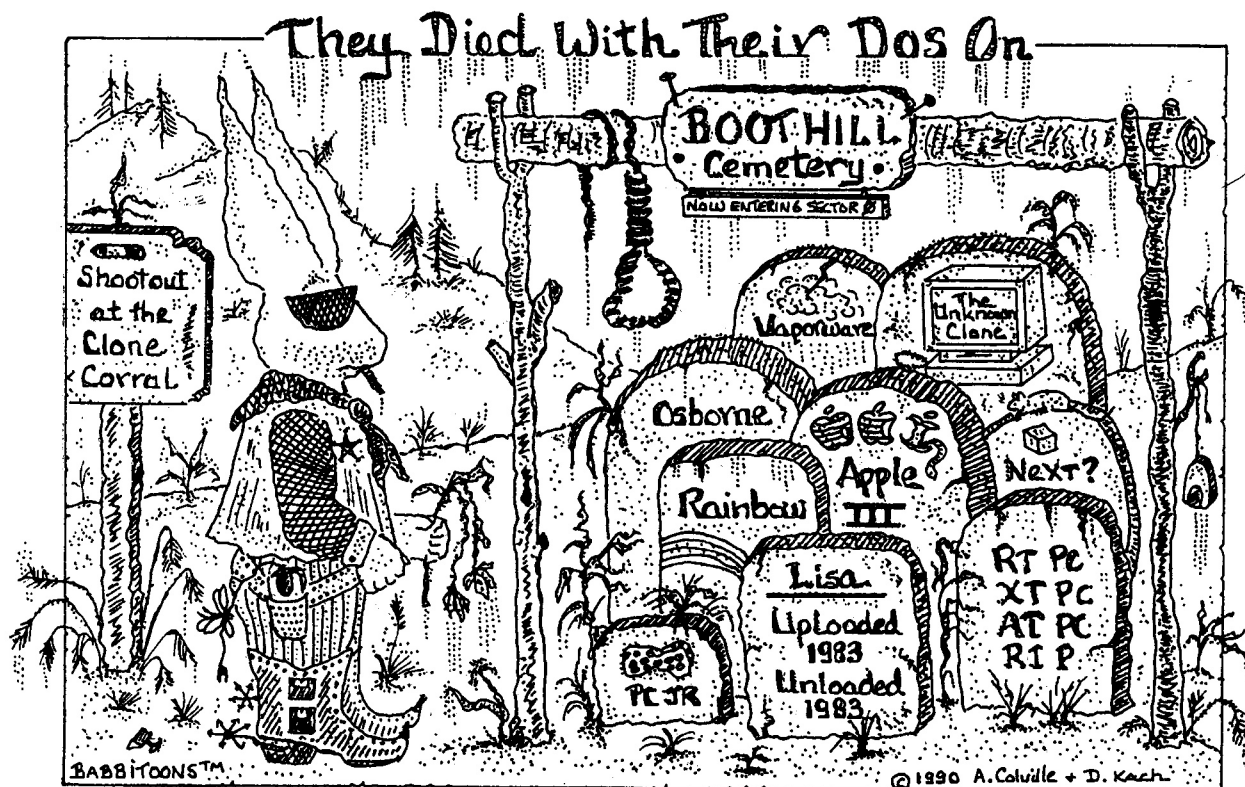 They Died With Their Dos On
BOOT HILL
Cemetery
NOW ENTERING SECTOR 0
Shootout
at the
Clone
Corral
Vaporware
The
Unknown
Clone
Osborne
Apple
III
NeXT?
Rainbow
RT PC
XT PC
AT PC
RIP
Lisa
Uploaded
1983
Unloaded
1983
PC JR
BABBITOONS™
© 1990 A. Colville + D. Kach